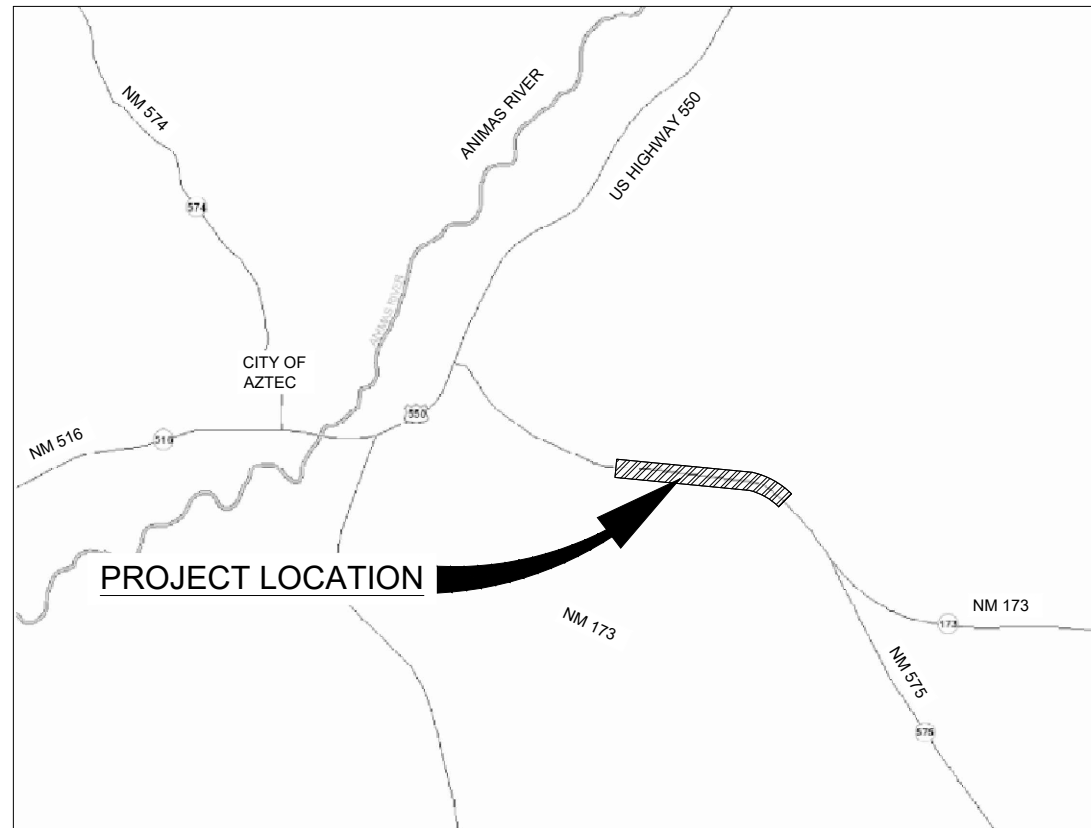 NM 574
ANIMAS RIVER
US HIGHWAY 550
574
ANIMAS RIVER
CITY OF
AZTEC
550
NM 516
516
PROJECT LOCATION
NM 173
NM 173
173
NM 575
575